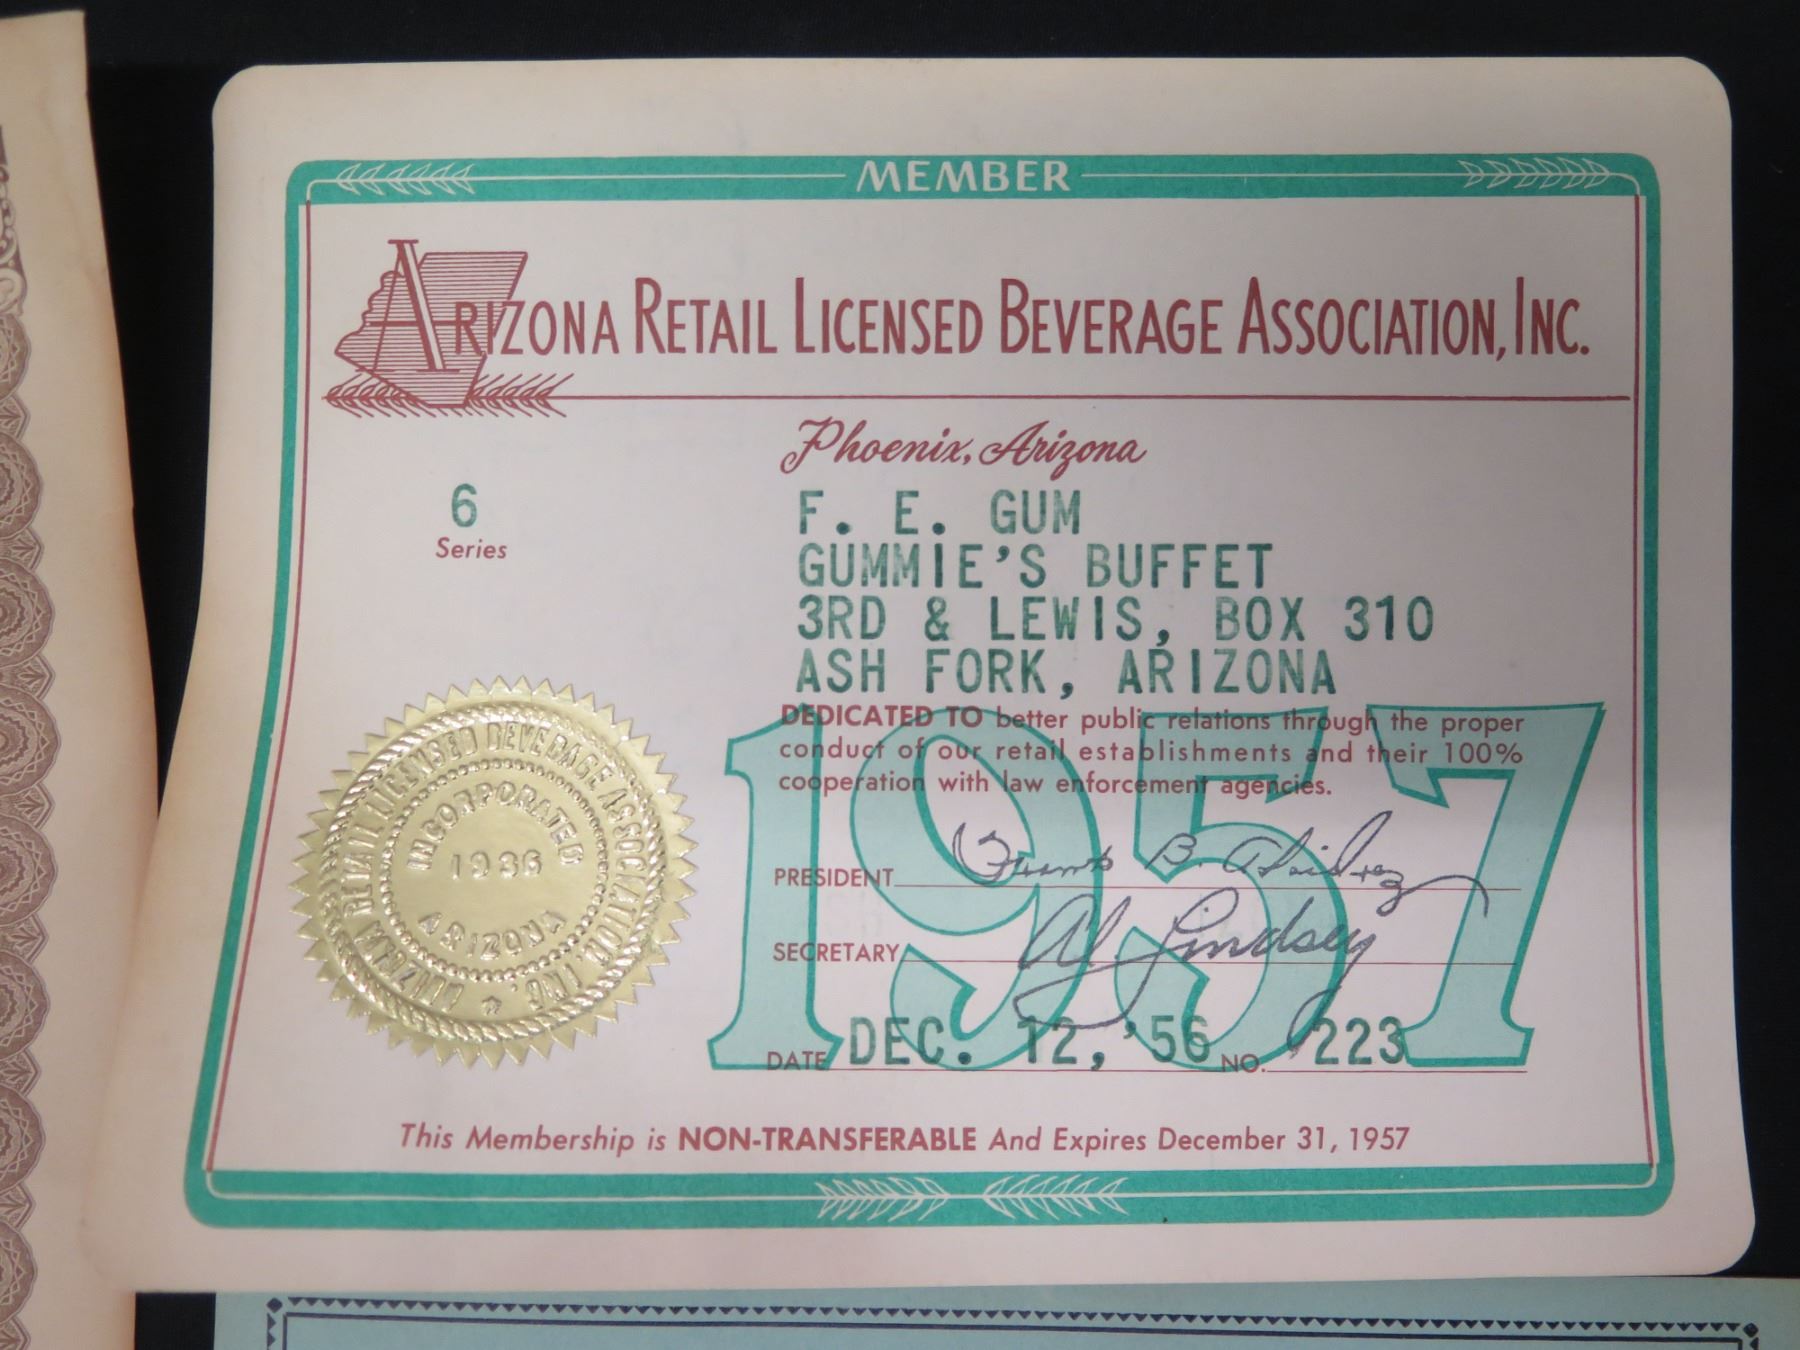 MEMBER
ARIZONA RETAIL LICENSED BEVERAGE ASSOCIATION, INC.
Phoenix, Arizona
6
Series
F. E. GUM
GUMMIE'S BUFFET
3RD & LEWIS, BOX 310
ASH FORK, ARIZONA
DEDICATED TO better public relations through the proper
conduct of our retail establishments and their 100%
cooperation with law enforcement agencies.
1957
PRESIDENT Frank B.
SECRETARY Al Lindsey
DATE DEC. 12, '56 NO. 223
This Membership is NON-TRANSFERABLE And Expires December 31, 1957
RETAIL LICENSED BEVERAGE ASSOCIATION, INC.
INCORPORATED
1936
ARIZONA